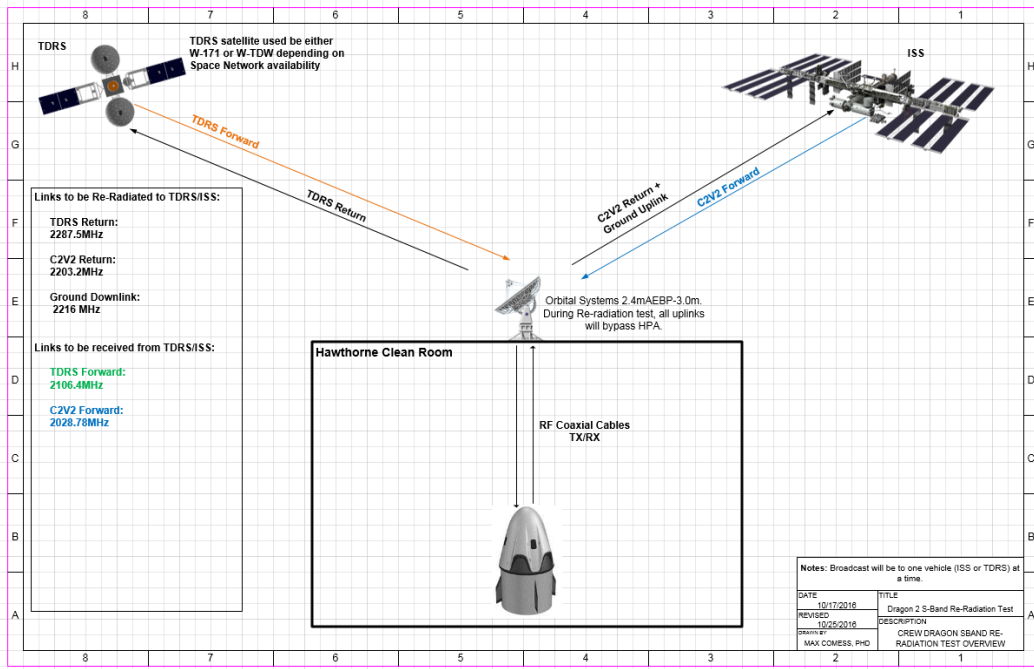 8 7 6 5 4 3 2 1
H
G
F
E
D
C
B
A
TDRS
TDRS satellite used be either
W-171 or W-TDW depending on
Space Network availability
ISS
TDRS Forward
TDRS Return
C2V2 Return +
Ground Uplink
C2V2 Forward
Links to be Re-Radiated to TDRS/ISS:
TDRS Return:
2287.5MHz
C2V2 Return:
2203.2MHz
Ground Downlink:
2216 MHz
Links to be received from TDRS/ISS:
TDRS Forward:
2106.4MHz
C2V2 Forward:
2028.78MHz
Orbital Systems 2.4mAEBP-3.0m.
During Re-radiation test, all uplinks
will bypass HPA.
Hawthorne Clean Room
RF Coaxial Cables
TX/RX
Notes: Broadcast will be to one vehicle (ISS or TDRS) at
a time.
DATE
10/17/2016
REVISED
10/25/2016
DRAWN BY
MAX COMESS, PHD
TITLE
Dragon 2 S-Band Re-Radiation Test
DESCRIPTION
CREW DRAGON SBAND RE-
RADIATION TEST OVERVIEW
H
G
F
E
D
C
B
A
8 7 6 5 4 3 2 1